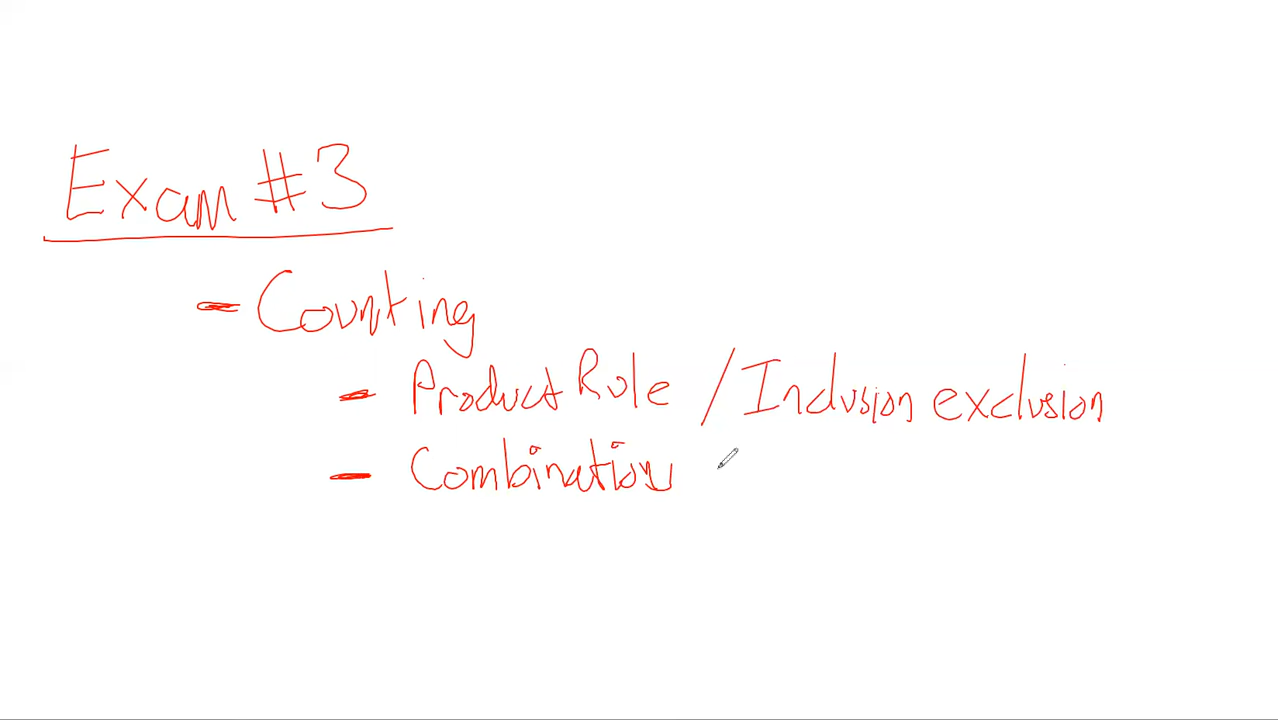 Exam #3
- Counting
- Product Rule / Inclusion exclusion
- Combination